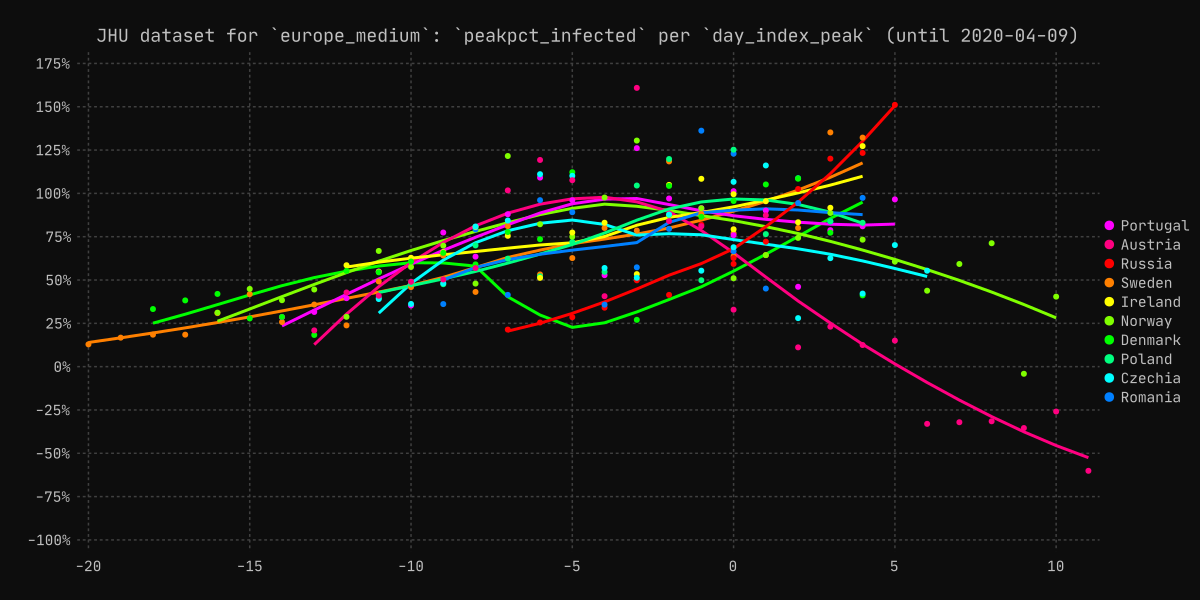 JHU dataset for `europe_medium`: `peakpct_infected` per `day_index_peak` (until 2020-04-09)
175%
150%
125%
100%
75%
50%
25%
0%
-25%
-50%
-75%
-100%
-20
-15
-10
-5
0
5
10
Portugal
Austria
Russia
Sweden
Ireland
Norway
Denmark
Poland
Czechia
Romania